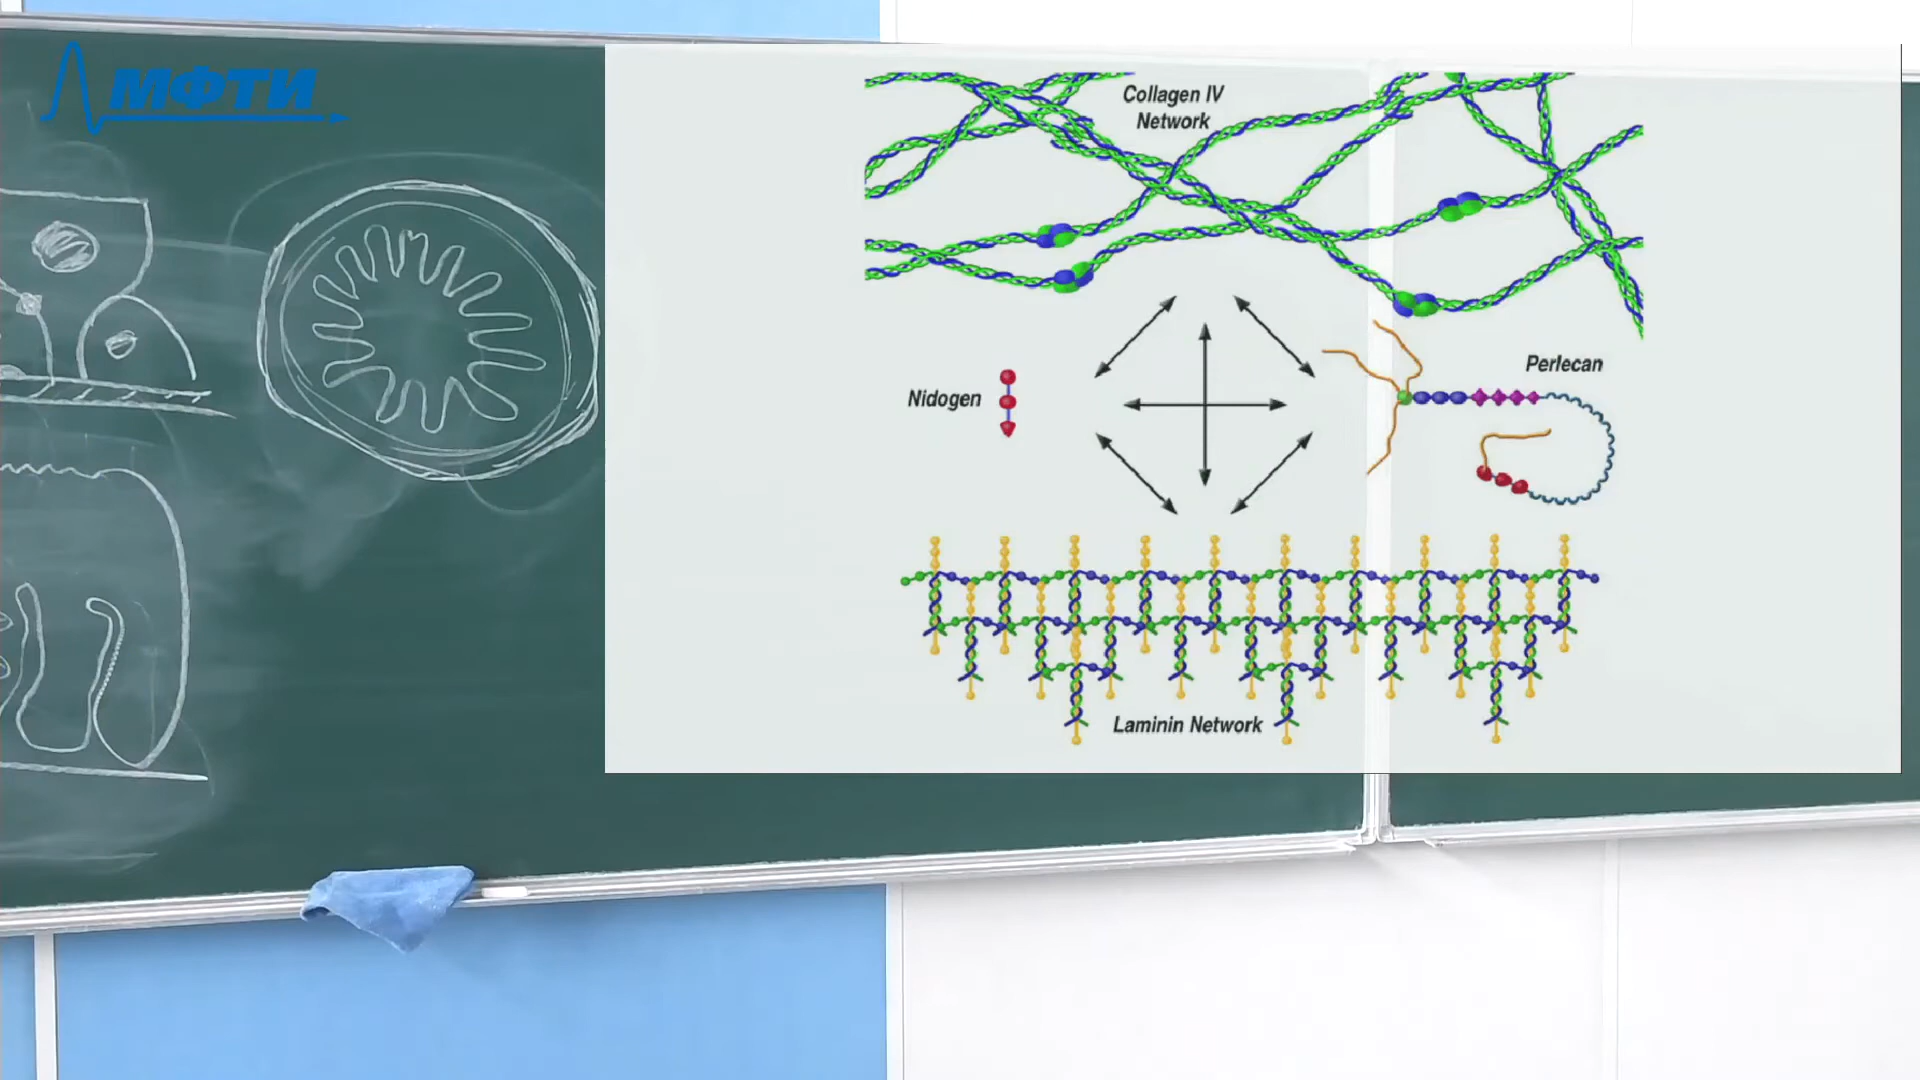 МФТИ
Collagen IV
Network
Nidogen
Perlecan
Laminin Network